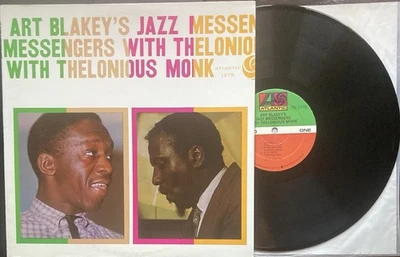 ART BLAKEY'S JAZZ MESSEN
MESSENGERS WITH THELONIO
WITH THELONIOUS MONK
ATLANTIC
1278
ATLANTIC
ART BLAKEY'S
JAZZ MESSENGERS
WITH THELONIOUS MONK
ONE